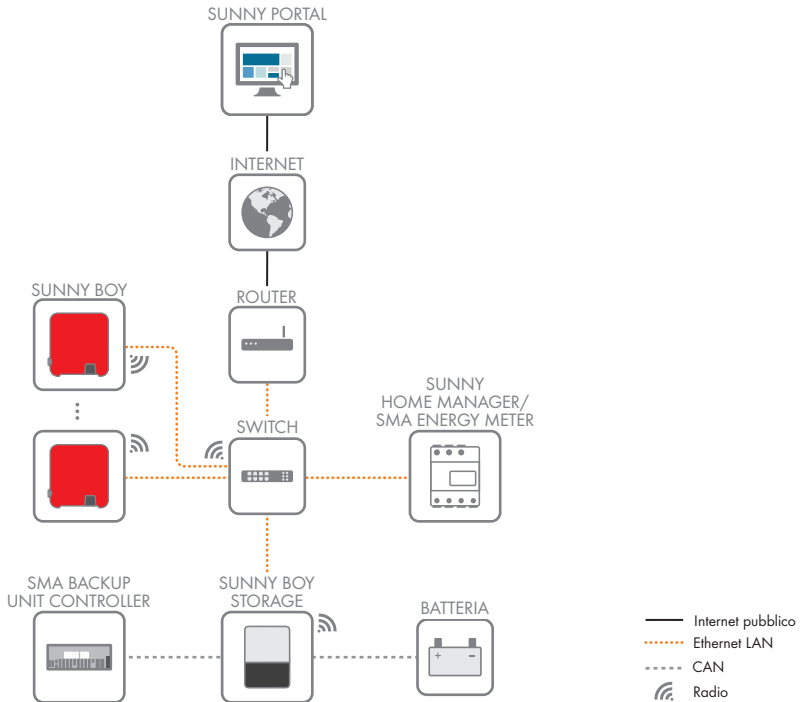 SUNNY PORTAL
INTERNET
SUNNY BOY
ROUTER
SUNNY
HOME MANAGER/
SMA ENERGY METER
SWITCH
SMA BACKUP
UNIT CONTROLLER
SUNNY BOY
STORAGE
BATTERIA
Internet pubblico
Ethernet LAN
CAN
Radio